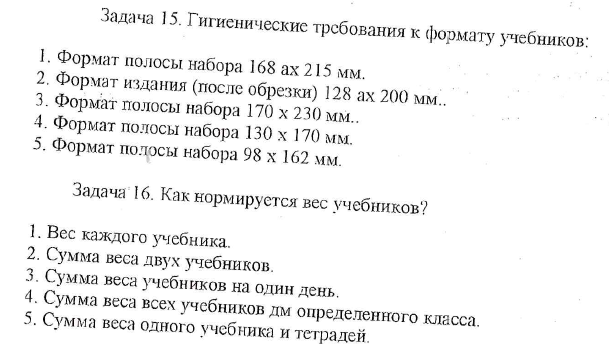 Задача 15. Гигиенические требования к формату учебников:
1. Формат полосы набора 168 ах 215 мм.
2. Формат издания (после обрезки) 128 ах 200 мм..
3. Формат полосы набора 170 х 230 мм..
4. Формат полосы набора 130 х 170 мм.
5. Формат полосы набора 98 х 162 мм.
Задача 16. Как нормируется вес учебников?
1. Вес каждого учебника.
2. Сумма веса двух учебников.
3. Сумма веса учебников на один день.
4. Сумма веса всех учебников дм определенного класса.
5. Сумма веса одного учебника и тетрадей.